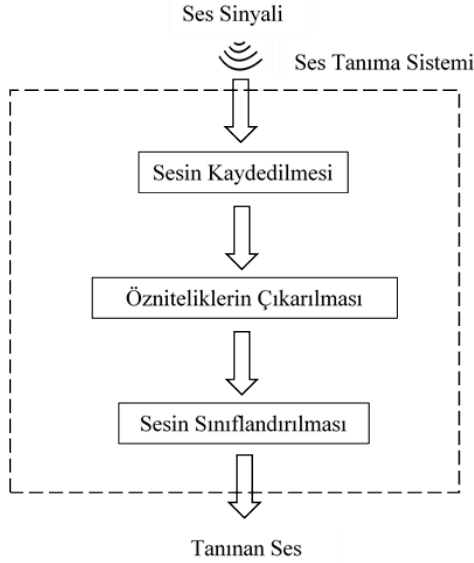 Ses Sinyali
Ses Tanıma Sistemi
Sesin Kaydedilmesi
Özniteliklerin Çıkarılması
Sesin Sınıflandırılması
Tanınan Ses